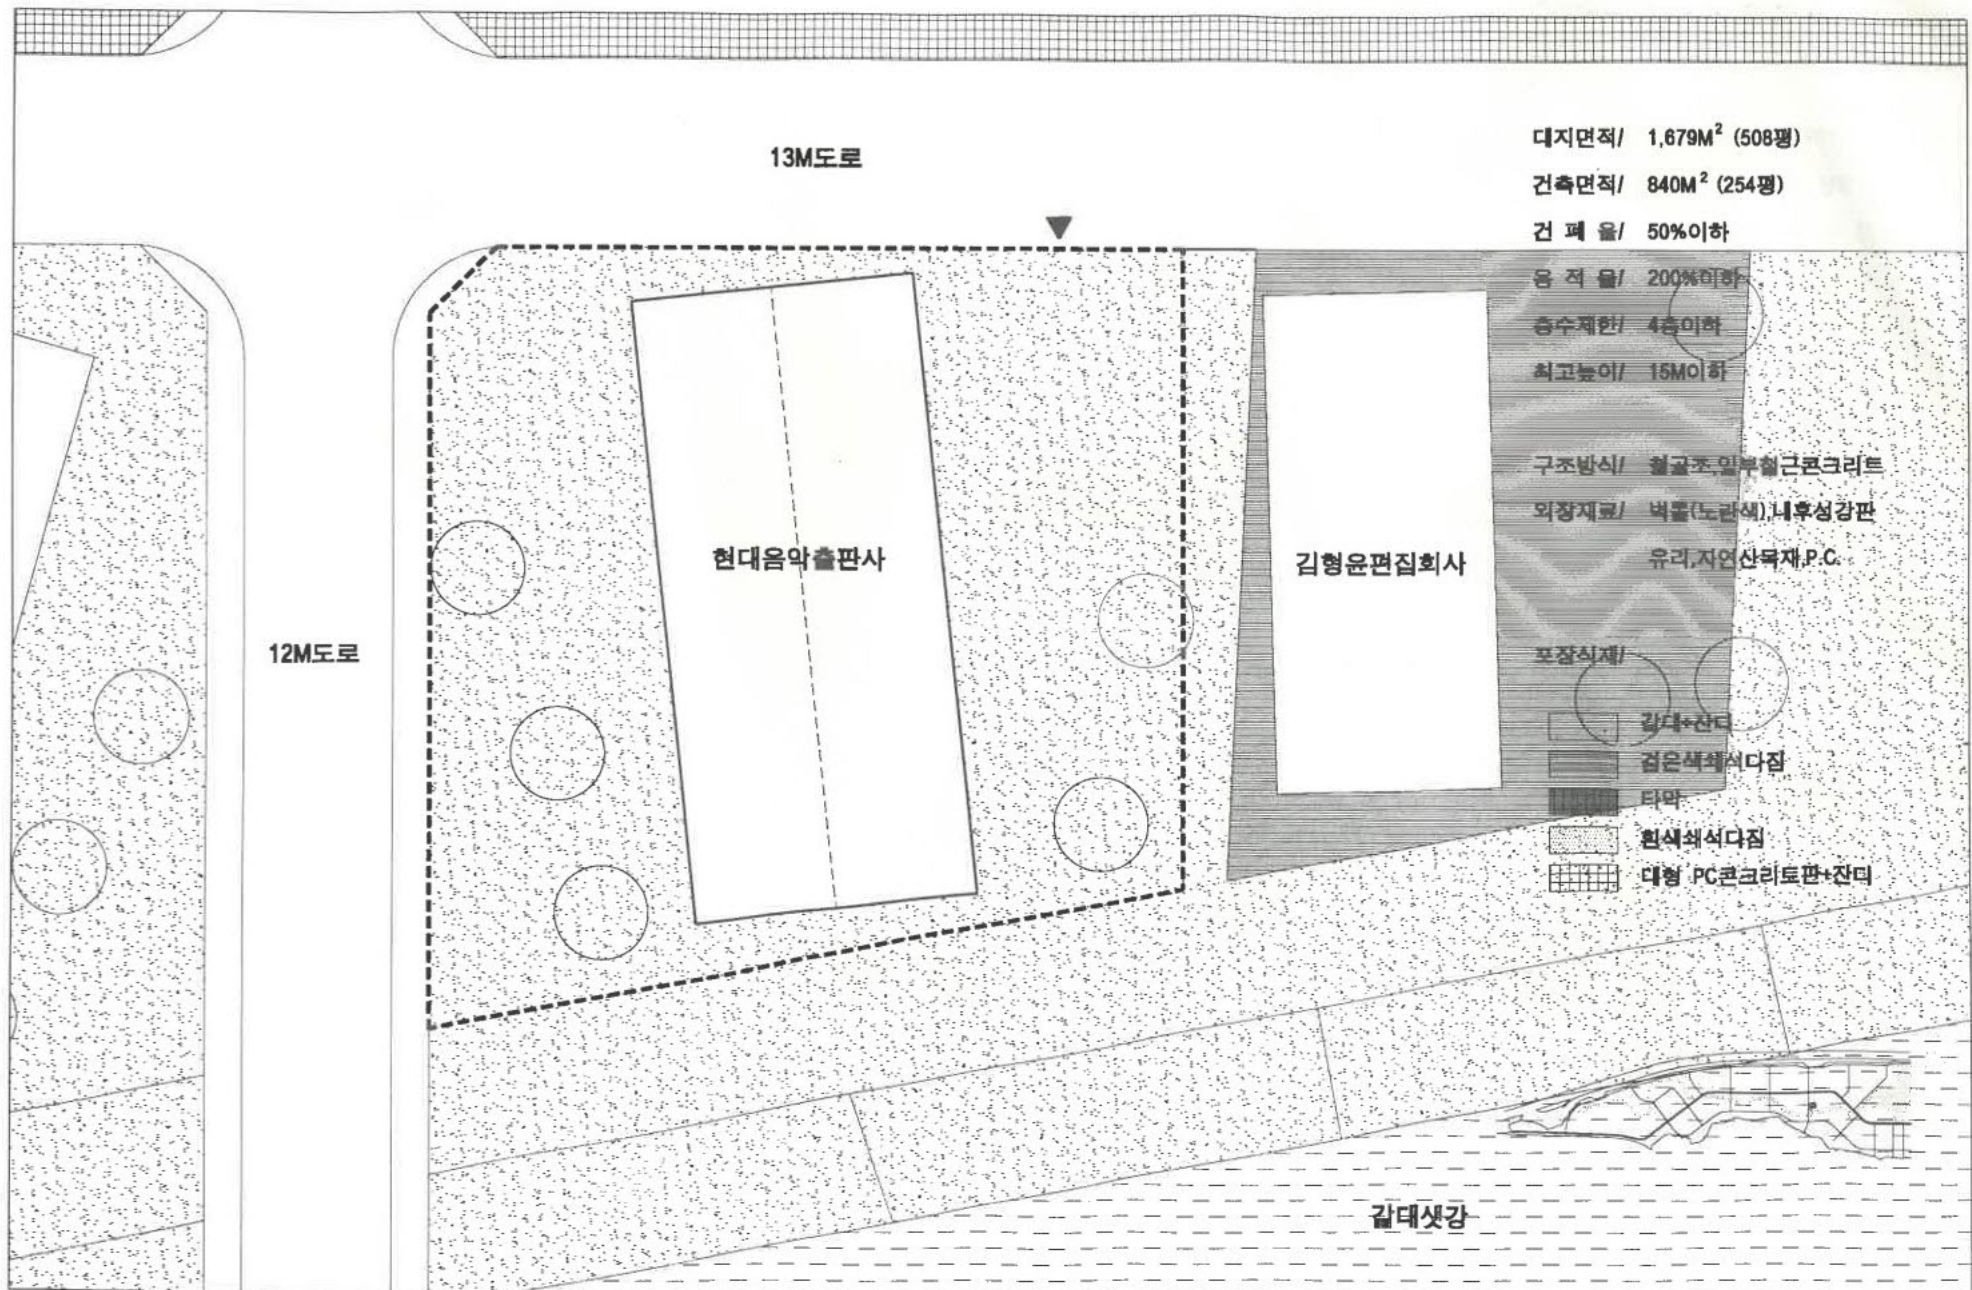 13M도로
대지면적/ 1,679M² (508평)
건축면적/ 840M² (254평)
건 폐 율/ 50%이하
용 적 율/ 200%이하
층수제한/ 4층이하
최고높이/ 15M이하
구조방식/ 철골조,일부철근콘크리트
외장재료/ 벽돌(노란색),내후성강판
유리,자연산목재,P.C.
현대음악출판사
김형윤편집회사
12M도로
포장식재/
갈대+잔디
검은색쇄석다짐
타막
흰색쇄석다짐
대형 PC콘크리트판+잔디
갈대샛강